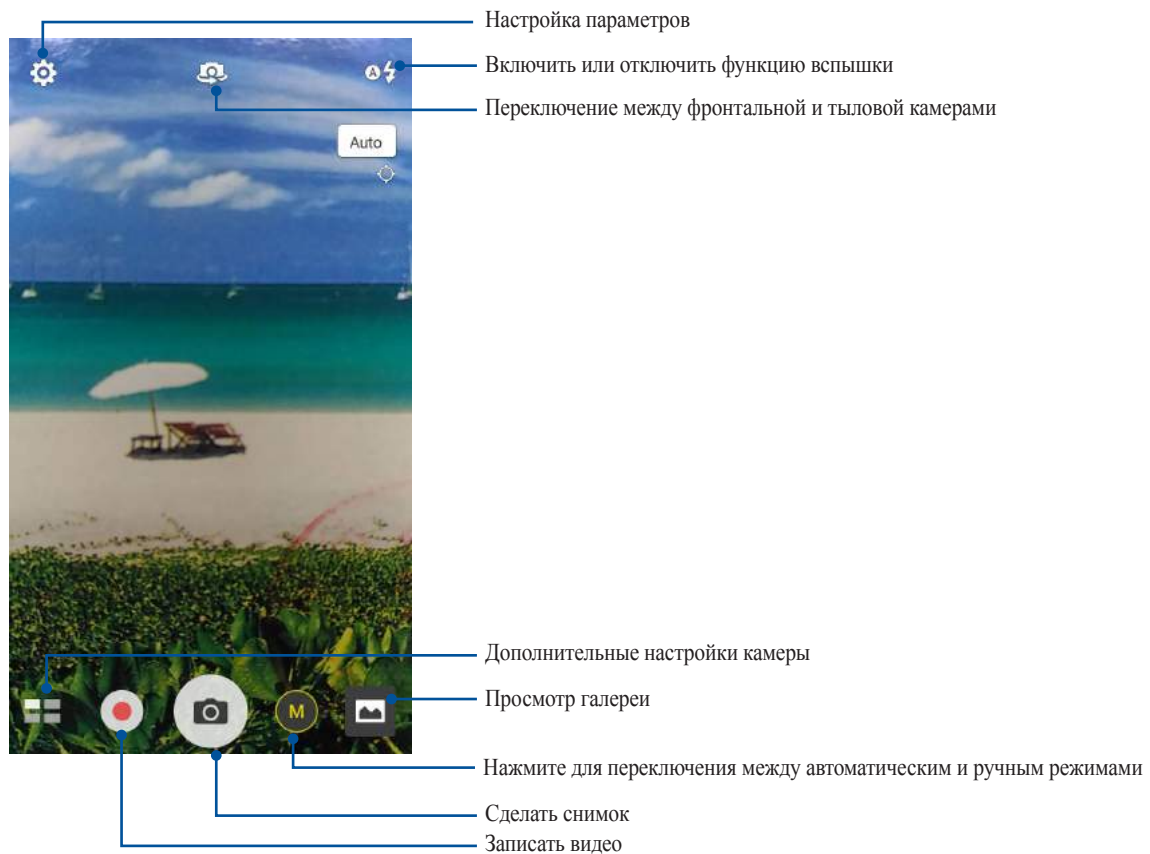 Настройка параметров
Включить или отключить функцию вспышки
Переключение между фронтальной и тыловой камерами
A
Auto
Дополнительные настройки камеры
Просмотр галереи
M
Нажмите для переключения между автоматическим и ручным режимами
Сделать снимок
Записать видео